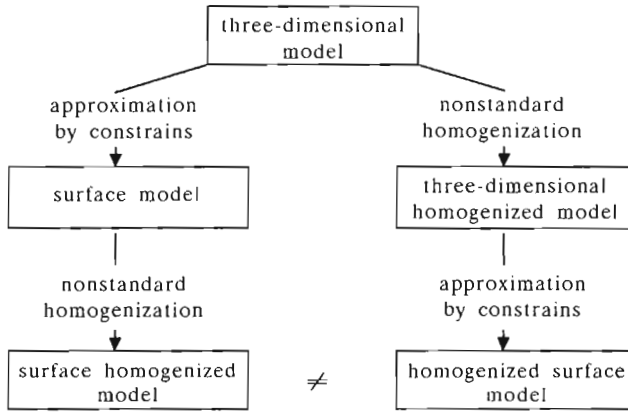 three-dimensional
model
approximation
by constrains
nonstandard
homogenization
surface model
three-dimensional
homogenized model
nonstandard
homogenization
approximation
by constrains
surface homogenized
model
≠
homogenized surface
model